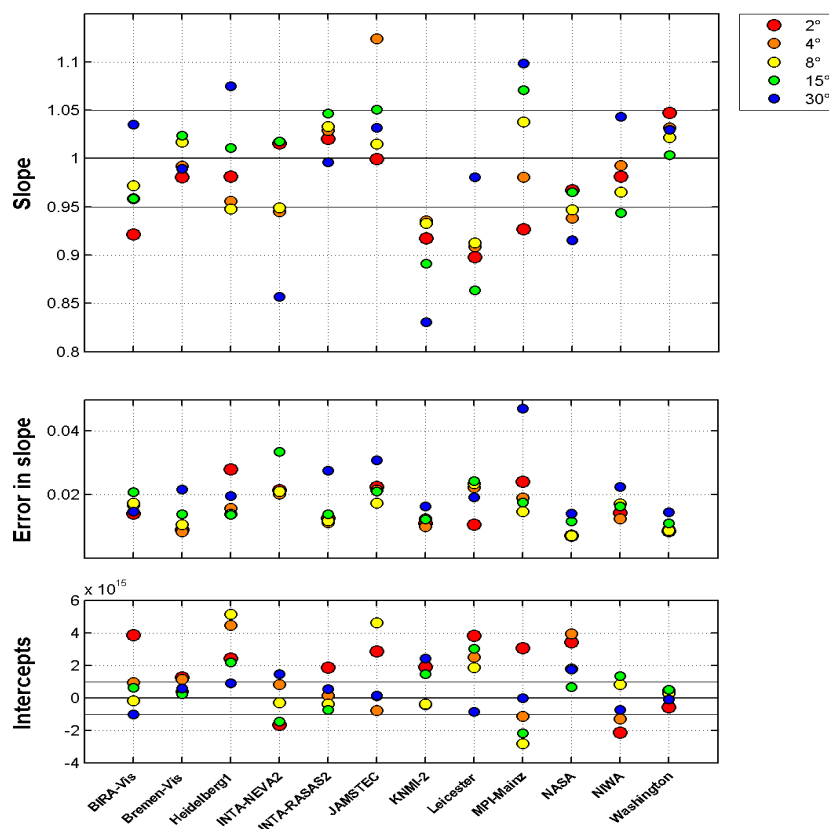 2°
4°
8°
15°
30°
Slope
1.1
1.05
1
0.95
0.9
0.85
0.8
Error in slope
0.04
0.02
x 10^15
Intercepts
6
4
2
0
-2
-4
BIRA-Vis
Bremen-Vis
Heidelberg1
INTA-NEVA2
INTA-RASAS2
JAMSTEC
KNMI-2
Leicester
MPI-Mainz
NASA
NIWA
Washington